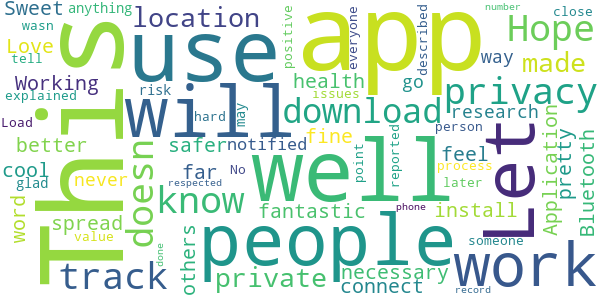 Sweet anything number close
wasn location positive everyone described
Love tell use app Hope
Working This health way made
explained risk issues go privacy
Load hard will may download research
better safer notified fine person
cool far No well point reported feel process
glad never know Let pretty Application Bluetooth
word doesn fantastic phone later install
spread respected people necessary someone
value track done others private connect record work